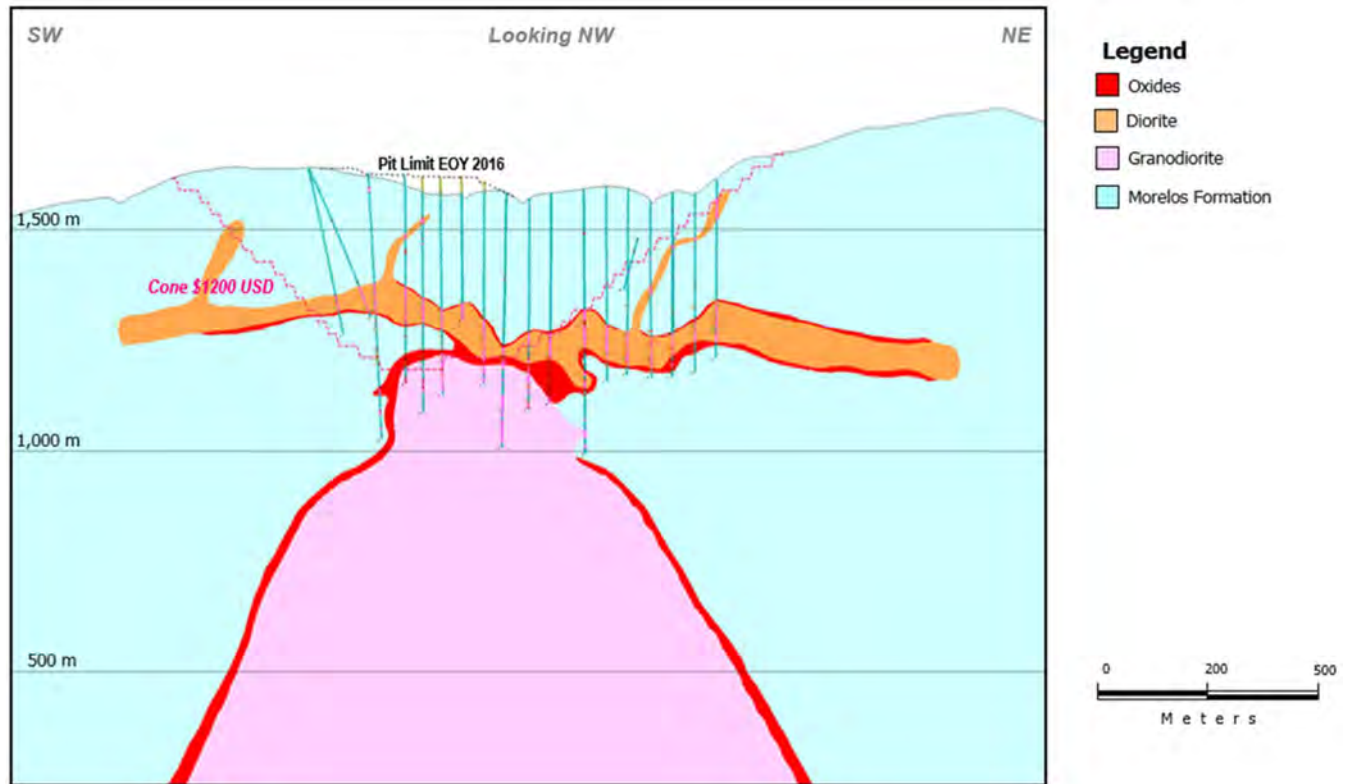 SW
Looking NW
NE
Pit Limit EOY 2016
1,500 m
Cone $1200 USD
1,000 m
500 m
Legend
Oxides
Diorite
Granodiorite
Morelos Formation
0 200 500
Meters